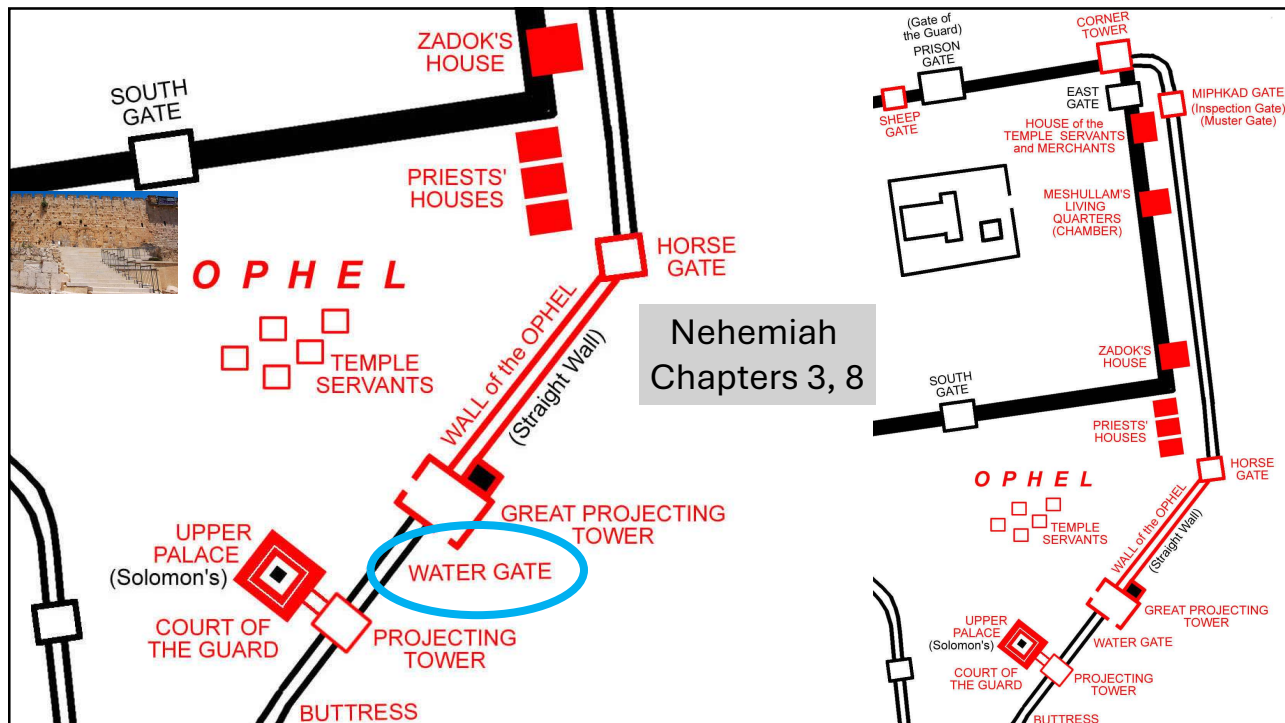 ZADOK'S
HOUSE
SOUTH
GATE
PRIESTS'
HOUSES
HORSE
GATE
OPHEL
TEMPLE
SERVANTS
WALL of the OPHEL
(Straight Wall)
GREAT PROJECTING
TOWER
WATER GATE
UPPER
PALACE
(Solomon's)
COURT OF
THE GUARD
PROJECTING
TOWER
BUTTRESS
Nehemiah
Chapters 3, 8
(Gate of
the Guard)
PRISON
GATE
CORNER
TOWER
SHEEP
GATE
EAST
GATE
MIPHKAD GATE
(Inspection Gate)
(Muster Gate)
HOUSE of the
TEMPLE SERVANTS
and MERCHANTS
MESHULLAM'S
LIVING
QUARTERS
(CHAMBER)
ZADOK'S
HOUSE
SOUTH
GATE
PRIESTS'
HOUSES
HORSE
GATE
OPHEL
TEMPLE
SERVANTS
WALL of the OPHEL
(Straight Wall)
GREAT PROJECTING
TOWER
WATER GATE
UPPER
PALACE
(Solomon's)
COURT OF
THE GUARD
PROJECTING
TOWER
BUTTRESS